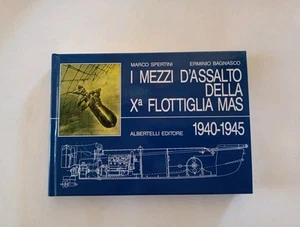 MARCO SPERTINI ERMINIO BAGNASCO
I MEZZI D'ASSALTO
DELLA
Xª FLOTTIGLIA MAS
ALBERTELLI EDITORE 1940-1945